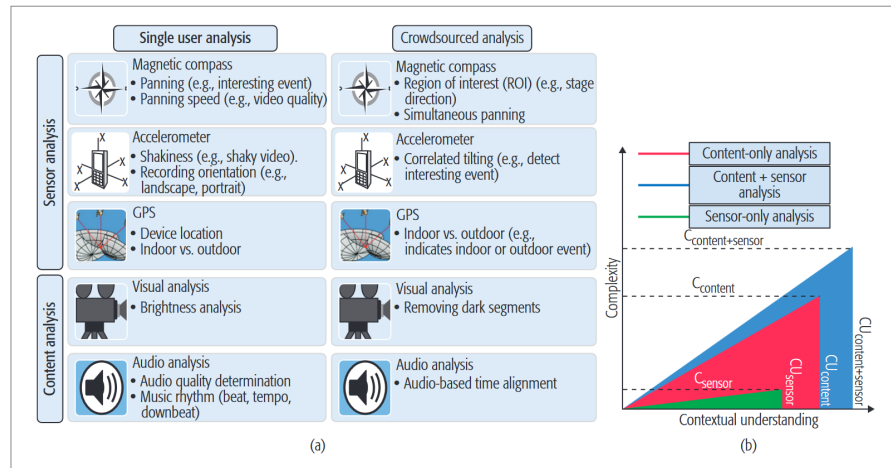 Single user analysis
Crowdsourced analysis
Sensor analysis
Magnetic compass
• Panning (e.g., interesting event)
• Panning speed (e.g., video quality)
Magnetic compass
• Region of interest (ROI) (e.g., stage
direction)
• Simultaneous panning
X
X
X
X
X
X
Accelerometer
• Shakiness (e.g., shaky video).
• Recording orientation (e.g.,
landscape, portrait)
X
X
X
X
X
X
Accelerometer
• Correlated tilting (e.g., detect
interesting event)
GPS
• Device location
• Indoor vs. outdoor
GPS
• Indoor vs. outdoor (e.g.,
indicates indoor or outdoor event)
Content analysis
Visual analysis
• Brightness analysis
Visual analysis
• Removing dark segments
Audio analysis
• Audio quality determination
• Music rhythm (beat, tempo,
downbeat)
Audio analysis
• Audio-based time alignment
(a)
Content-only analysis
Content + sensor
analysis
Sensor-only analysis
Complexity
Ccontent+sensor
Ccontent
Csensor
CUsensor
CUcontent
CUcontent+sensor
Contextual understanding
(b)